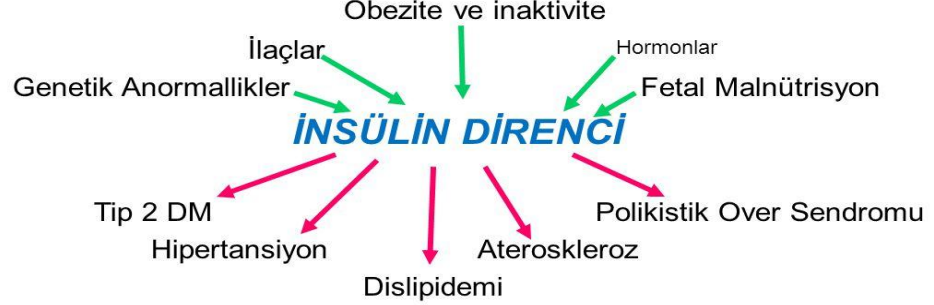 Obezite ve inaktivite
İlaçlar
Hormonlar
Genetik Anormallikler
Fetal Malnütrisyon
İNSÜLİN DİRENCİ
Tip 2 DM
Polikistik Over Sendromu
Hipertansiyon
Ateroskleroz
Dislipidemi